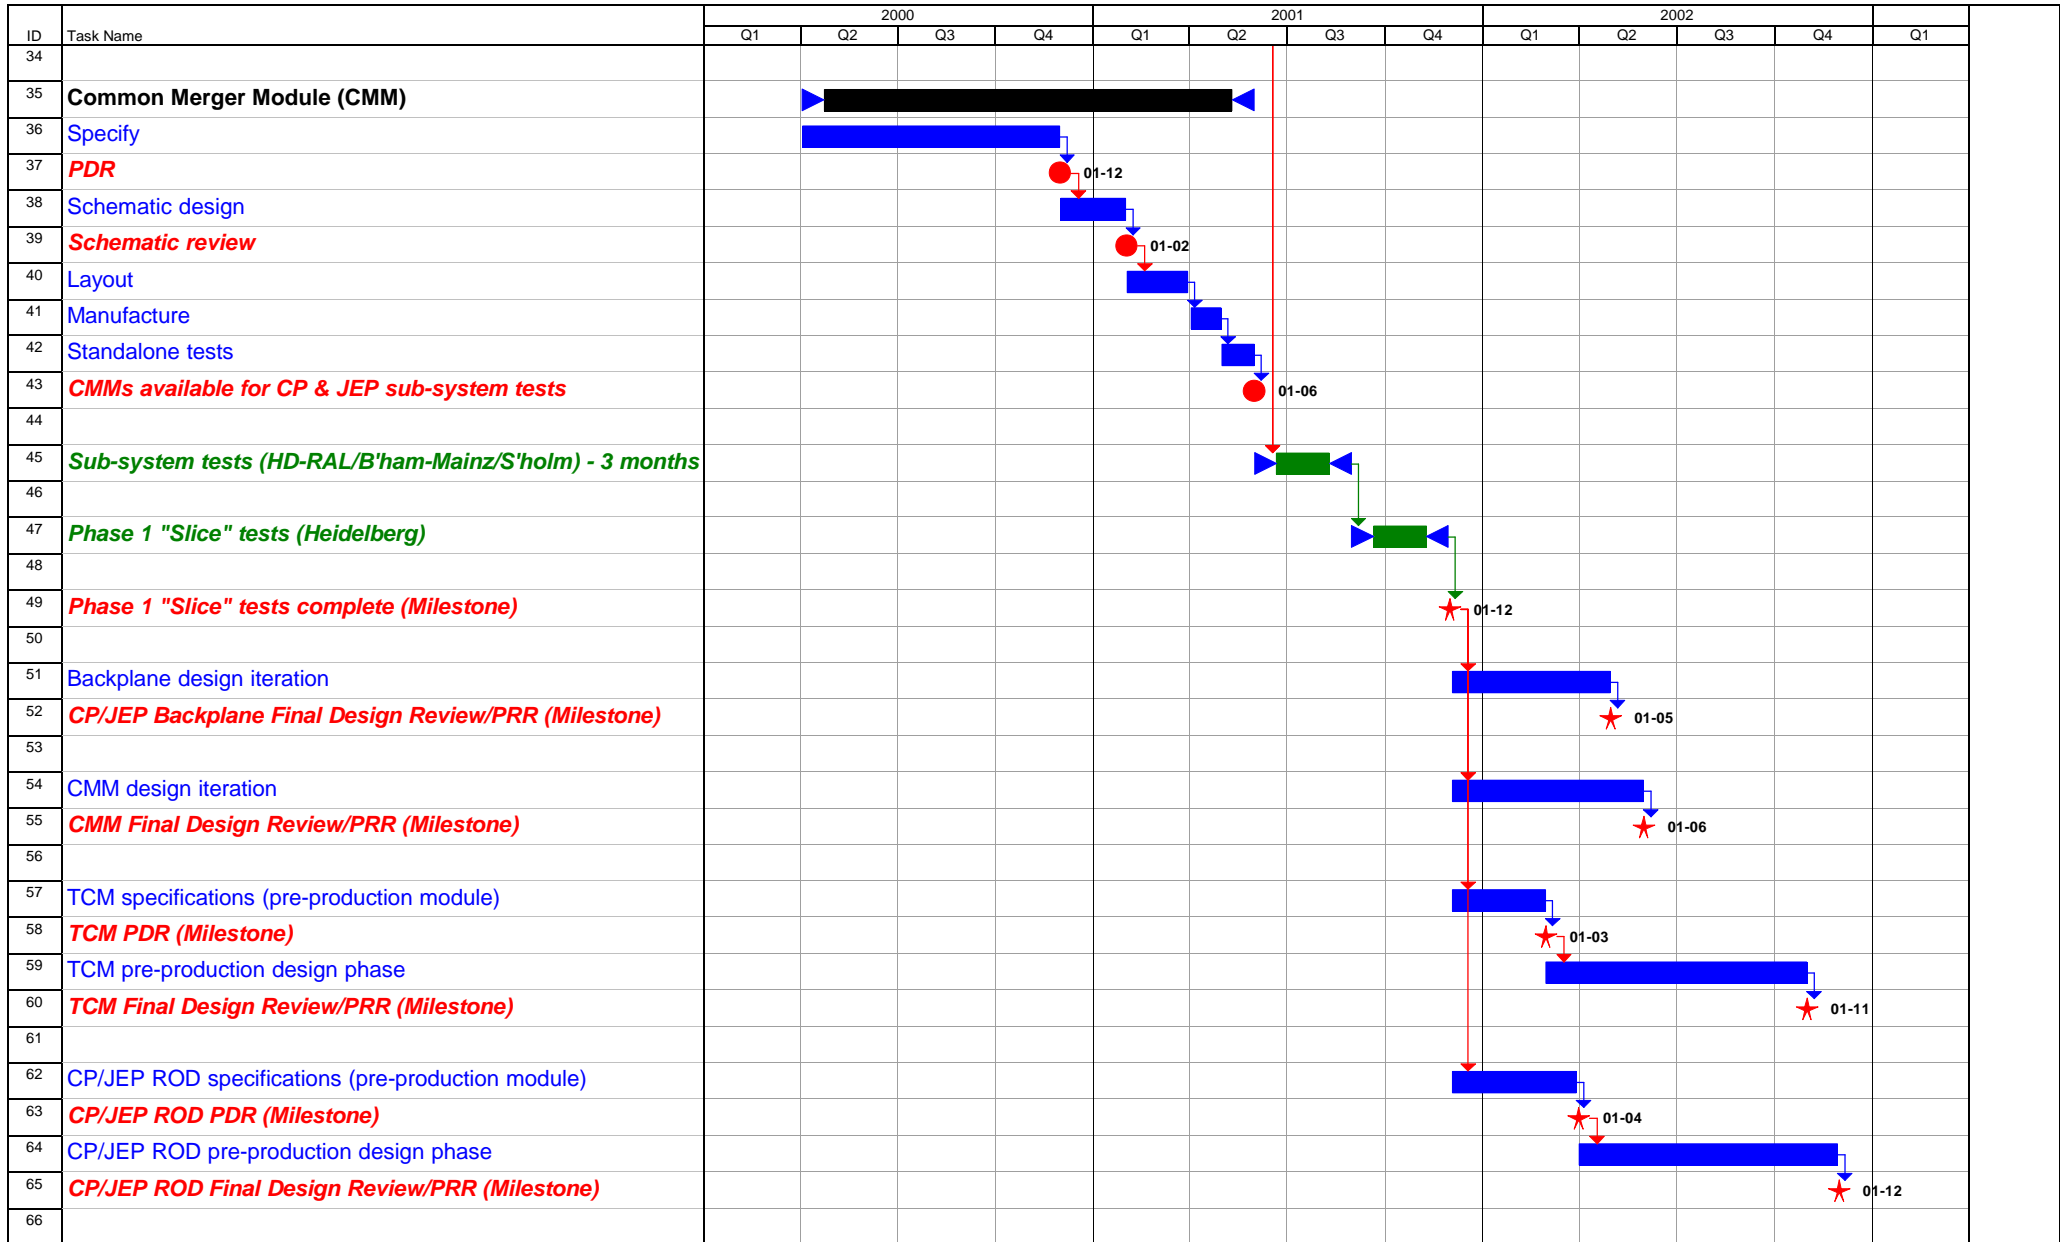 2000 2001 2002
ID Task Name Q1 Q2 Q3 Q4 Q1 Q2 Q3 Q4 Q1 Q2 Q3 Q4 Q1
34
35 Common Merger Module (CMM)
36 Specify
37 PDR 01-12
38 Schematic design
39 Schematic review 01-02
40 Layout
41 Manufacture
42 Standalone tests
43 CMMs available for CP & JEP sub-system tests 01-06
44
45 Sub-system tests (HD-RAL/B'ham-Mainz/S'holm) - 3 months
46
47 Phase 1 "Slice" tests (Heidelberg)
48
49 Phase 1 "Slice" tests complete (Milestone) 01-12
50
51 Backplane design iteration
52 CP/JEP Backplane Final Design Review/PRR (Milestone) 01-05
53
54 CMM design iteration
55 CMM Final Design Review/PRR (Milestone) 01-06
56
57 TCM specifications (pre-production module)
58 TCM PDR (Milestone) 01-03
59 TCM pre-production design phase
60 TCM Final Design Review/PRR (Milestone) 01-11
61
62 CP/JEP ROD specifications (pre-production module)
63 CP/JEP ROD PDR (Milestone) 01-04
64 CP/JEP ROD pre-production design phase
65 CP/JEP ROD Final Design Review/PRR (Milestone) 01-12
66